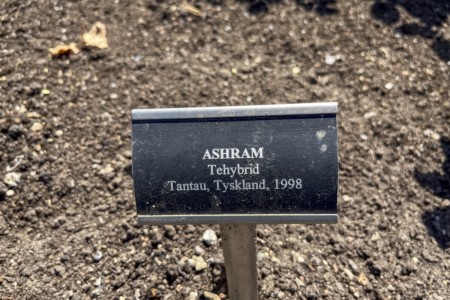 ASHRAM
Tehybrid
Tantau, Tyskland, 1998